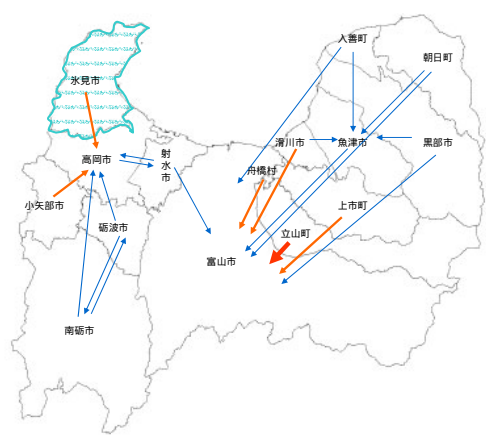 入善町
朝日町
氷見市
滑川市
魚津市
黒部市
高岡市
射
水
市
舟橋村
小矢部市
上市町
砺波市
立山町
富山市
南砺市